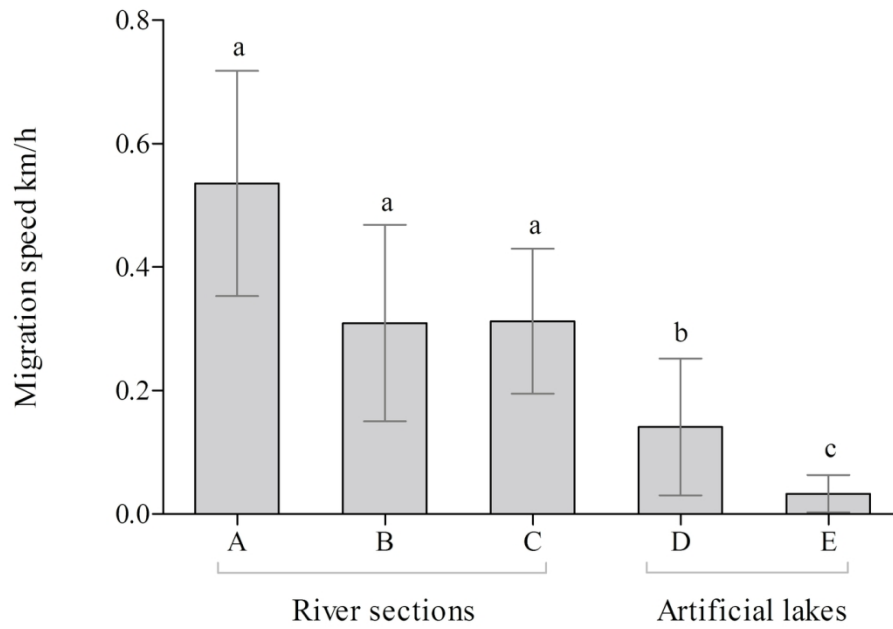 Migration speed km/h
0.8
0.6
0.4
0.2
0.0
a
a
a
b
c
A B C D E
River sections Artificial lakes